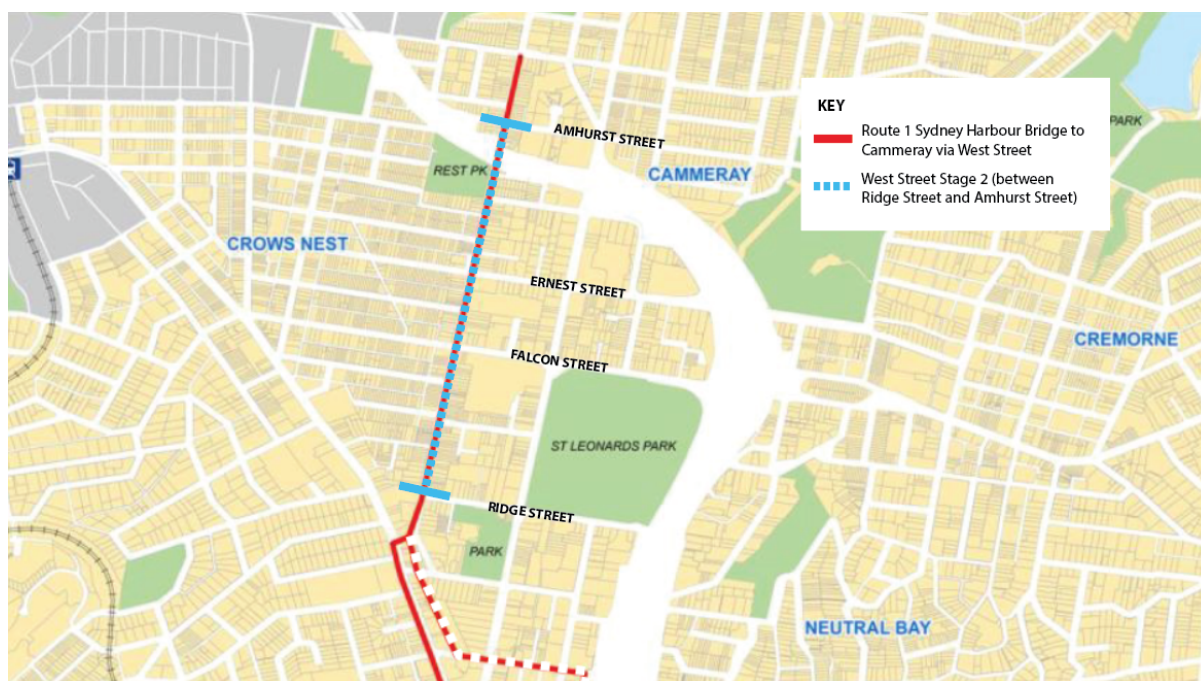 KEY
Route 1 Sydney Harbour Bridge to
Cammeray via West Street
West Street Stage 2 (between
Ridge Street and Amhurst Street)
PARK
AMHURST STREET
REST PK
CAMMERAY
CROWS NEST
ERNEST STREET
CREMORNE
FALCON STREET
ST LEONARDS PARK
RIDGE STREET
PARK
NEUTRAL BAY